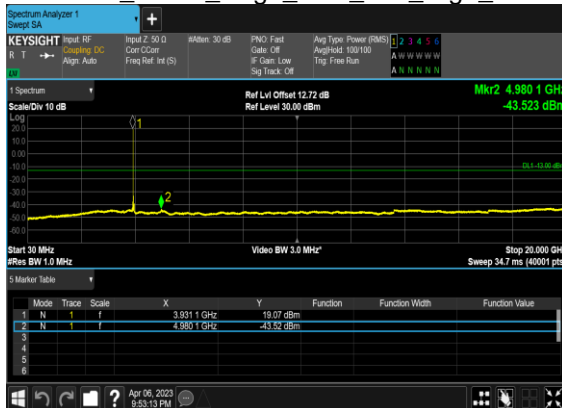 Spectrum Analyzer 1
Swept SA
+
KEYSIGHT Input: RF Input Z: 50 Ω #Atten: 30 dB PNO: Fast Avg Type: Power (RMS) 1 2 3 4 5 6
R T Coupling: DC Corr CCorr Gate: Off Avg|Hold: 100/100 A W W W W W
Align: Auto Freq Ref: Int (S) IF Gain: Low Trig: Free Run
Sig Track: Off A N N N N N
1 Spectrum Ref Lvl Offset 12.72 dB Mkr2 4.980 1 GHz
Scale/Div 10 dB Ref Level 30.00 dBm -43.523 dBm
Log
20.0
10.0
0.00
-10.0
-20.0
-30.0
-40.0
-50.0
-60.0
1
2
DL1 -13.00 dBm
Start 30 MHz Video BW 3.0 MHz* Stop 20.000 GHz
#Res BW 1.0 MHz Sweep 34.7 ms (40001 pts)
5 Marker Table
Mode Trace Scale X Y Function Function Width Function Value
1 N 1 f 3.931 1 GHz 19.07 dBm
2 N 1 f 4.980 1 GHz -43.52 dBm
3
4
5
6
? Apr 06, 2023
9:53:13 PM